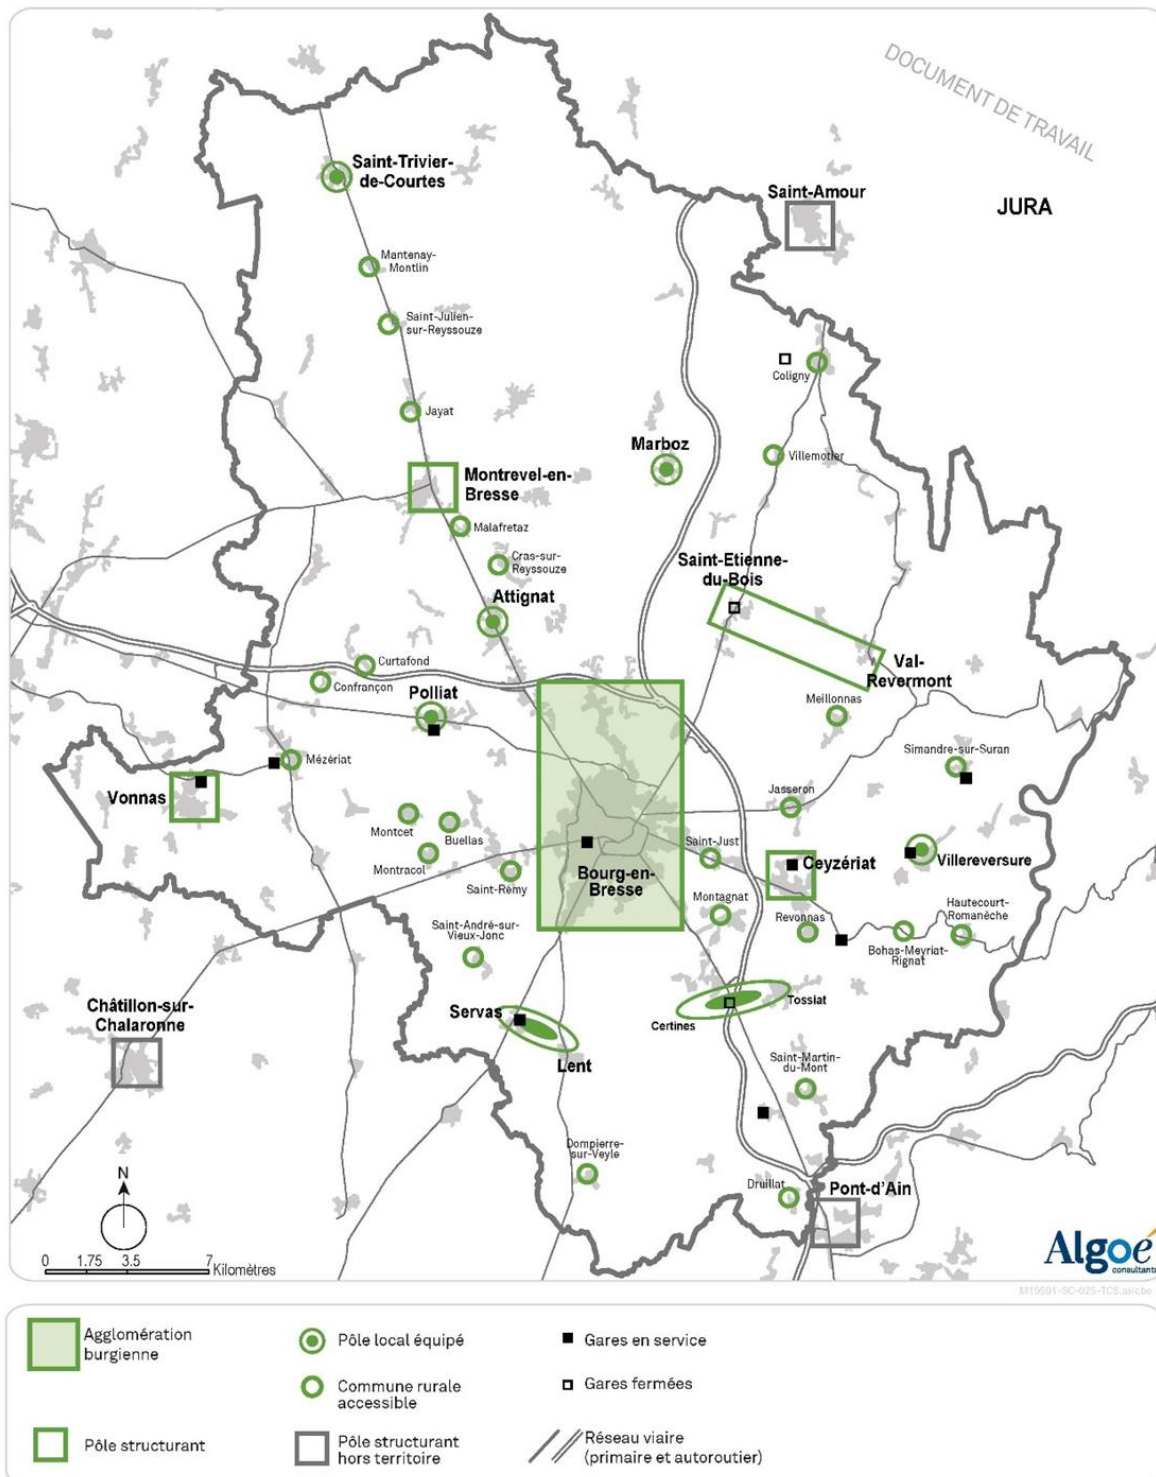 DOCUMENT DE TRAVAIL
Saint-Trivier-
de-Courtes
Saint-Amour
JURA
Mantenay-
Montlin
Saint-Julien-
sur-Reyssouze
Coligny
Jayat
Marboz
Villemotier
Montrevel-en-
Bresse
Malafretaz
Cras-sur-
Reyssouze
Saint-Etienne-
du-Bois
Attignat
Val-
Revermont
Curtafond
Confrançon
Polliat
Meillonnas
Simandre-sur-Suran
Mézériat
Vonnas
Jasseron
Montcet
Buellas
Montracol
Saint-Rémy
Saint-Just
Ceyzériat
Villereversure
Bourg-en-
Bresse
Montagnat
Revonnas
Hautecourt-
Romanèche
Bohas-Meyriat-
Rignat
Saint-André-sur-
Vieux-Jonc
Châtillon-sur-
Chalaronne
Servas
Lent
Certines
Tossiat
Saint-Martin-
du-Mont
Dompierre-
sur-Veyle
Druillat
Pont-d'Ain
N
0 1.75 3.5 7
Kilomètres
Algoé
consultants
M19501-SC-025-TCS.ai/cbo
Agglomération
burgienne
Pôle structurant
Pôle local équipé
Commune rurale
accessible
Pôle structurant
hors territoire
Gares en service
Gares fermées
Réseau viaire
(primaire et autoroutier)